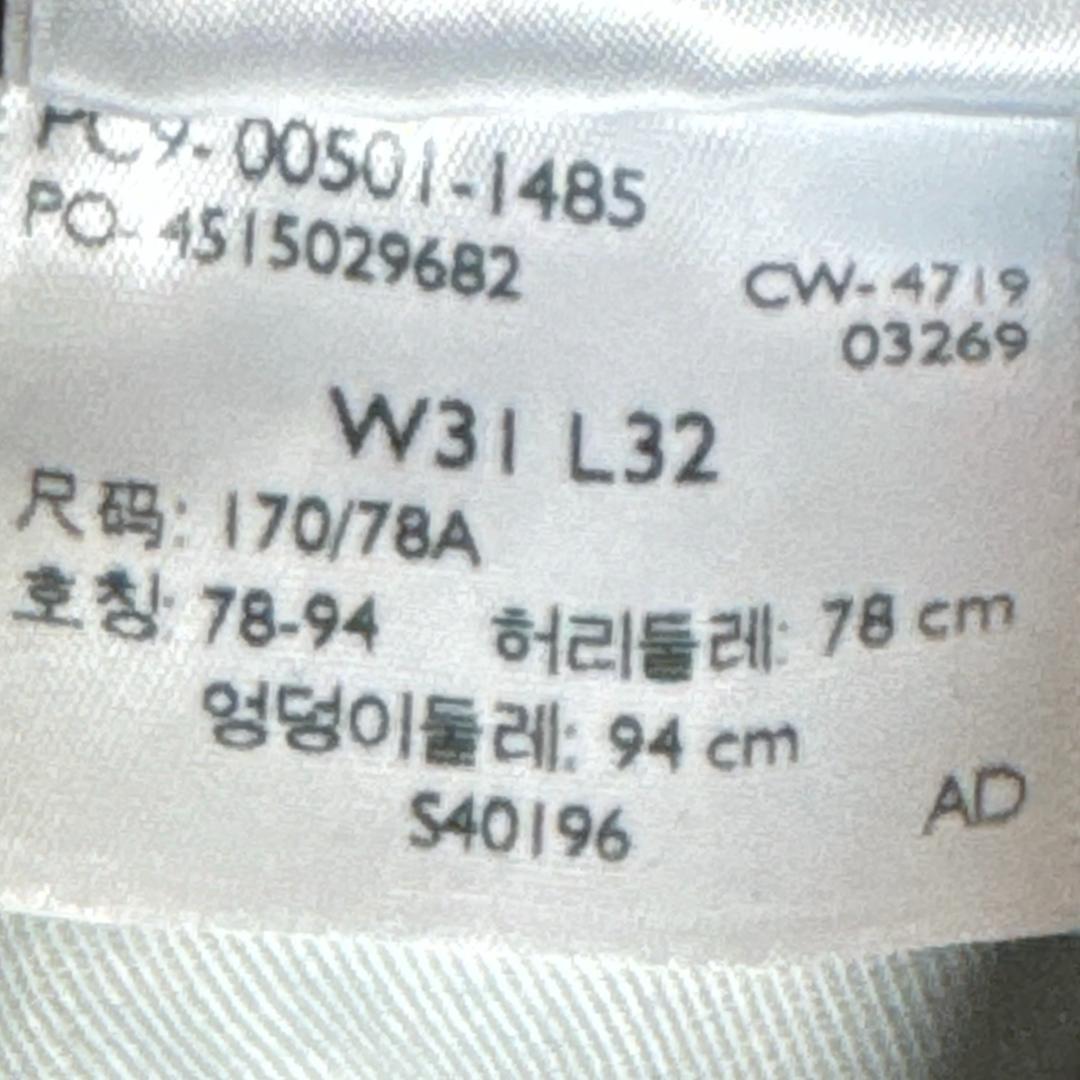 PC9- 00501-1485
PO- 4515029682
CW-4719
03269
W31 L32
尺码: 170/78A
호칭: 78-94 허리둘레: 78 cm
엉덩이둘레: 94 cm
S40196
AD